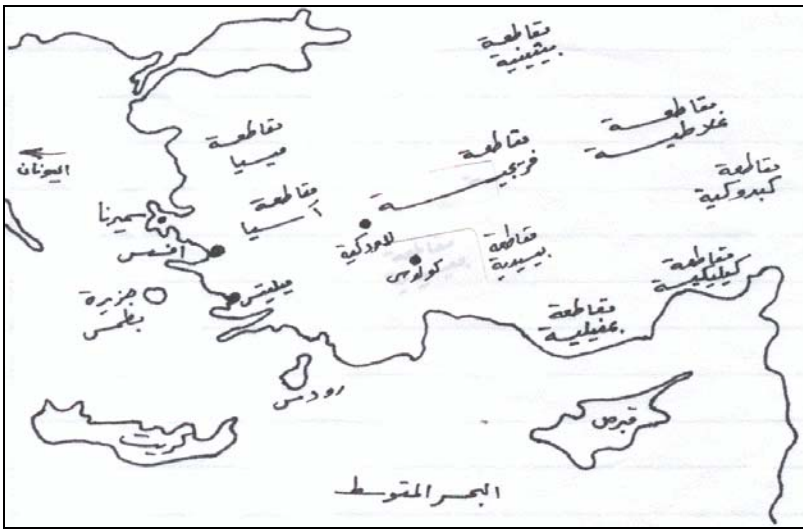 مقاطعة
بيثينية
مقاطعة
غلاطية
مقاطعة
ميسيا
مقاطعة
فريجية
اليونان
مقاطعة
كبدوكية
مقاطعة
آسيا
سميرنا
افسس
لاودكية
كولوسي
مقاطعة
بيسيدية
مقاطعة
كيليكية
جزيرة
بطمس
ميليتس
مقاطعة
بمفيلية
رودس
كريت
قبرص
البحر المتوسط